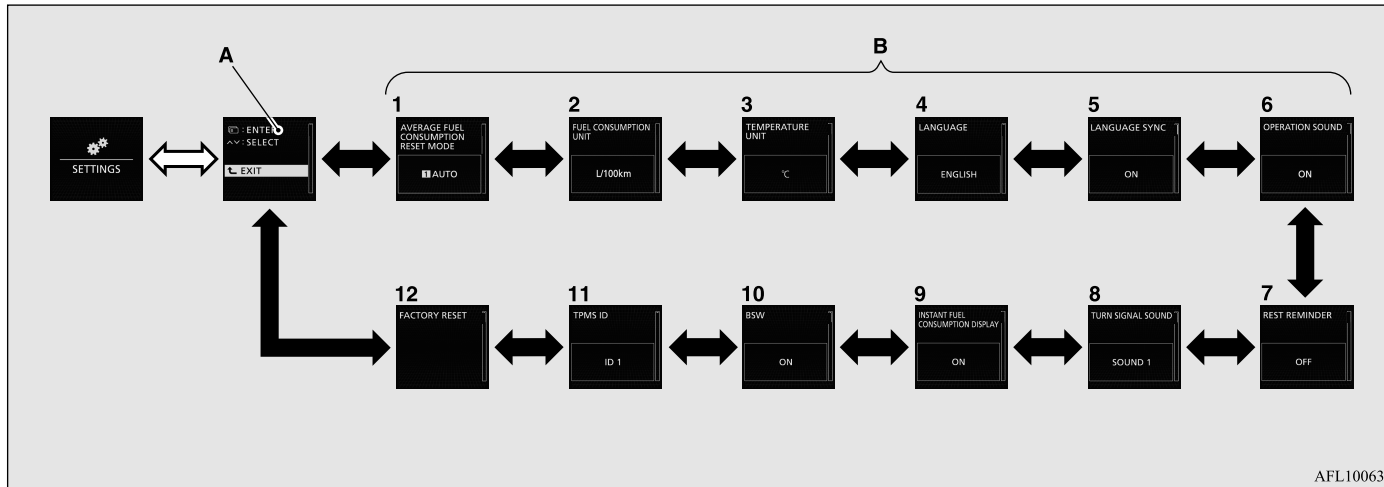 A
B
SETTINGS
: ENTER
: SELECT
EXIT
1
AVERAGE FUEL
CONSUMPTION
RESET MODE
1 AUTO
2
FUEL CONSUMPTION
UNIT
L/100km
3
TEMPERATURE
UNIT
℃
4
LANGUAGE
ENGLISH
5
LANGUAGE SYNC
ON
6
OPERATION SOUND
ON
12
FACTORY RESET
11
TPMS ID
ID 1
10
BSW
ON
9
INSTANT FUEL
CONSUMPTION DISPLAY
ON
8
TURN SIGNAL SOUND
SOUND 1
7
REST REMINDER
OFF
AFL10063